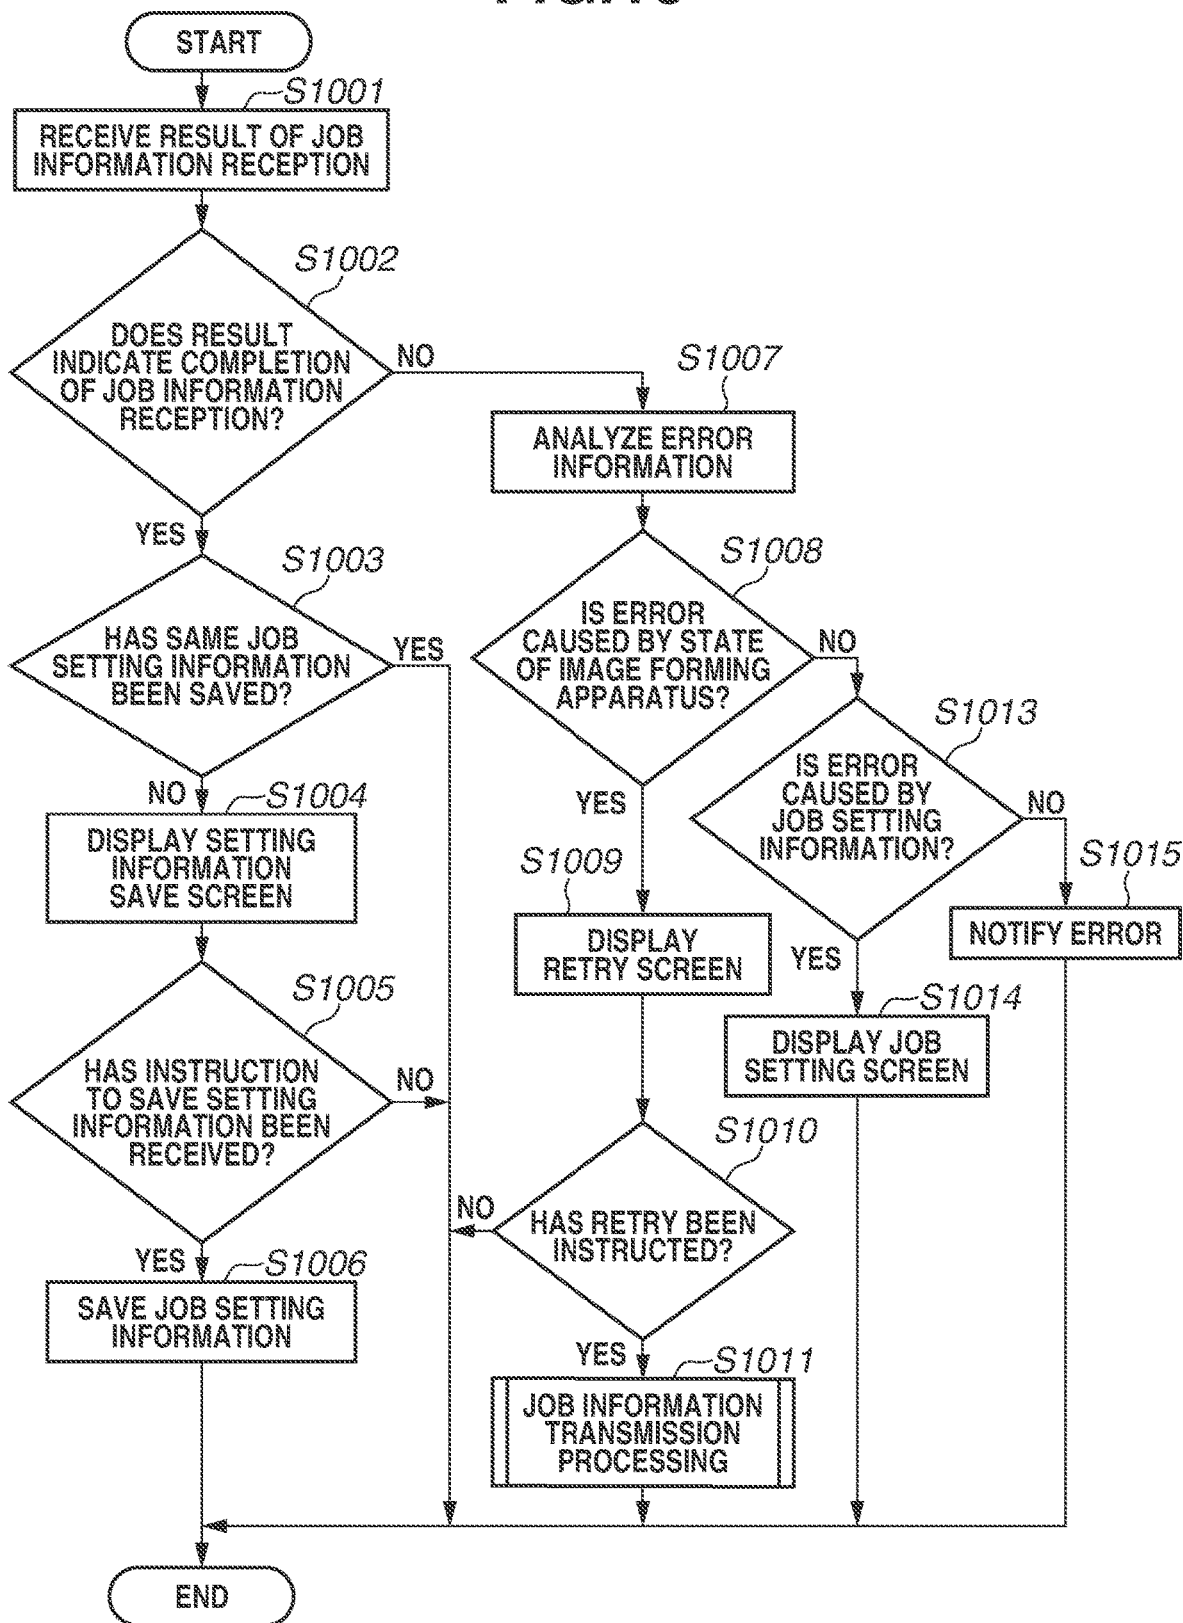 START
S1001
RECEIVE RESULT OF JOB
INFORMATION RECEPTION
S1002
DOES RESULT
INDICATE COMPLETION
OF JOB INFORMATION
RECEPTION?
NO
YES
S1007
ANALYZE ERROR
INFORMATION
S1003
HAS SAME JOB
SETTING INFORMATION
BEEN SAVED?
YES
NO
S1008
IS ERROR
CAUSED BY STATE
OF IMAGE FORMING
APPARATUS?
NO
YES
S1004
DISPLAY SETTING
INFORMATION
SAVE SCREEN
S1013
IS ERROR
CAUSED BY
JOB SETTING
INFORMATION?
NO
YES
S1009
DISPLAY
RETRY SCREEN
S1015
NOTIFY ERROR
S1005
HAS INSTRUCTION
TO SAVE SETTING
INFORMATION BEEN
RECEIVED?
NO
YES
S1014
DISPLAY JOB
SETTING SCREEN
S1010
HAS RETRY BEEN
INSTRUCTED?
NO
YES
S1006
SAVE JOB SETTING
INFORMATION
S1011
JOB INFORMATION
TRANSMISSION
PROCESSING
END